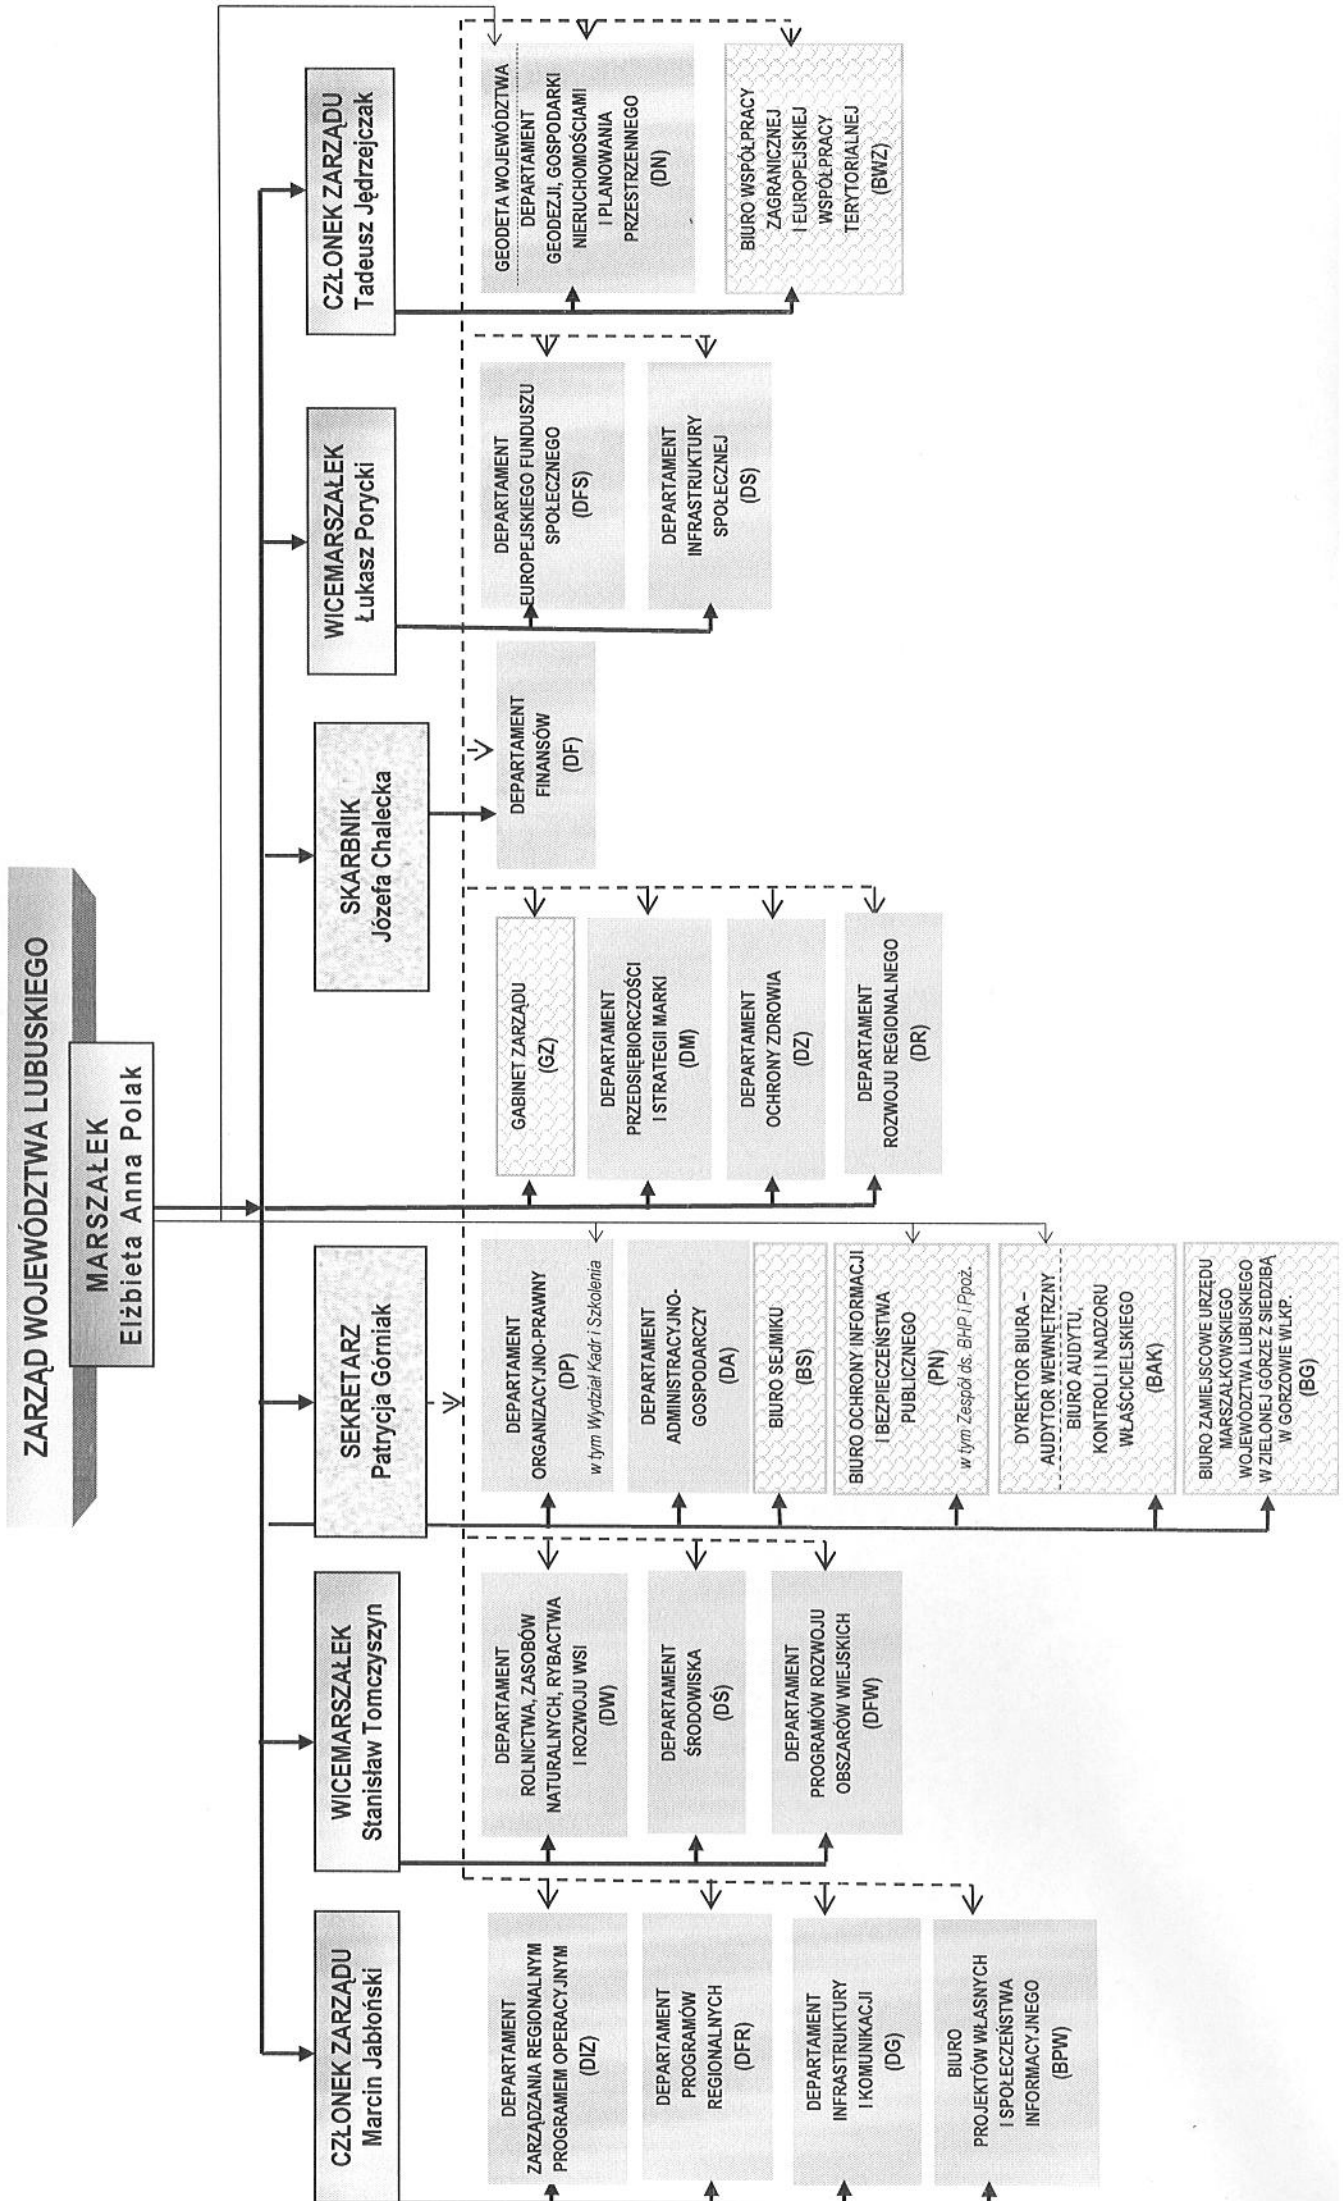 ZARZĄD WOJEWÓDZTWA LUBUSKIEGO
MARSZAŁEK
Elżbieta Anna Polak
CZŁONEK ZARZĄDU
Marcin Jabłoński
DEPARTAMENT
ZARZĄDZANIA REGIONALNYM
PROGRAMEM OPERACYJNYM
(DIZ)
DEPARTAMENT
PROGRAMÓW
REGIONALNYCH
(DFR)
DEPARTAMENT
INFRASTRUKTURY
I KOMUNIKACJI
(DG)
BIURO
PROJEKTÓW WŁASNYCH
I SPOŁECZEŃSTWA
INFORMACYJNEGO
(BPW)
WICEMARSZAŁEK
Stanisław Tomczyszyn
DEPARTAMENT
ROLNICTWA, ZASOBÓW
NATURALNYCH, RYBACTWA
I ROZWOJU WSI
(DW)
DEPARTAMENT
ŚRODOWISKA
(DŚ)
DEPARTAMENT
PROGRAMÓW ROZWOJU
OBSZARÓW WIEJSKICH
(DFW)
SEKRETARZ
Patrycja Górniak
DEPARTAMENT
ORGANIZACYJNO-PRAWNY
(DP)
w tym Wydział Kadr i Szkolenia
DEPARTAMENT
ADMINISTRACYJNO-
GOSPODARCZY
(DA)
BIURO SEJMIKU
(BS)
BIURO OCHRONY INFORMACJI
I BEZPIECZEŃSTWA
PUBLICZNEGO
(PN)
w tym Zespół ds. BHP i Ppoż.
DYREKTOR BIURA –
AUDYTOR WEWNĘTRZNY
BIURO AUDYTU,
KONTROLI I NADZORU
WŁAŚCICIELSKIEGO
(BAK)
BIURO ZAMIEJSCOWE URZĘDU
MARSZAŁKOWSKIEGO
WOJEWÓDZTWA LUBUSKIEGO
W ZIELONEJ GÓRZE Z SIEDZIBĄ
W GORZOWIE WLKP.
(BG)
GABINET ZARZĄDU
(GZ)
DEPARTAMENT
PRZEDSIĘBIORCZOŚCI
I STRATEGII MARKI
(DM)
DEPARTAMENT
OCHRONY ZDROWIA
(DZ)
DEPARTAMENT
ROZWOJU REGIONALNEGO
(DR)
SKARBNIK
Józefa Chalecka
DEPARTAMENT
FINANSÓW
(DF)
WICEMARSZAŁEK
Łukasz Porycki
DEPARTAMENT
EUROPEJSKIEGO FUNDUSZU
SPOŁECZNEGO
(DFS)
DEPARTAMENT
INFRASTRUKTURY
SPOŁECZNEJ
(DS)
CZŁONEK ZARZĄDU
Tadeusz Jędrzejczak
GEODETA WOJEWÓDZTWA
DEPARTAMENT
GEODEZJI, GOSPODARKI
NIERUCHOMOŚCIAMI
I PLANOWANIA
PRZESTRZENNEGO
(DN)
BIURO WSPÓŁPRACY
ZAGRANICZNEJ
I EUROPEJSKIEJ
WSPÓŁPRACY
TERYTORIALNEJ
(BWZ)